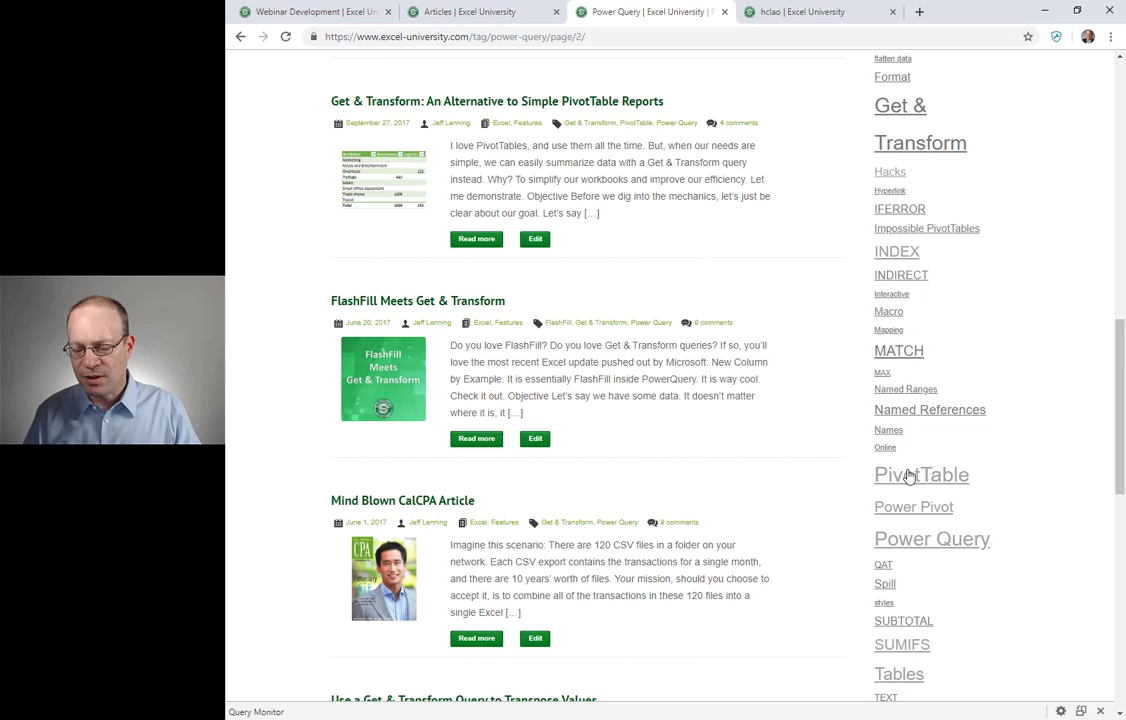 Webinar Development | Excel Un
Articles | Excel University
Power Query | Excel University | P
hclao | Excel University
https://www.excel-university.com/tag/power-query/page/2/
Get & Transform: An Alternative to Simple PivotTable Reports
September 27, 2017 Jeff Lenning Excel, Features Get & Transform, PivotTable, Power Query 4 comments
I love PivotTables, and use them all the time. But, when our needs are
simple, we can easily summarize data with a Get & Transform query
instead. Why? To simplify our workbooks and improve our efficiency. Let
me demonstrate. Objective Before we dig into the mechanics, let's just be
clear about our goal. Let's say […]
Read more Edit
FlashFill Meets Get & Transform
June 20, 2017 Jeff Lenning Excel, Features FlashFill, Get & Transform, Power Query 9 comments
FlashFill
Meets
Get & Transform
Do you love FlashFill? Do you love Get & Transform queries? If so, you'll
love the most recent Excel update pushed out by Microsoft: New Column
by Example. It is essentially FlashFill inside PowerQuery. It is way cool.
Check it out. Objective Let's say we have some data. It doesn't matter
where it is, it […]
Read more Edit
Mind Blown CalCPA Article
June 1, 2017 Jeff Lenning Excel, Features Get & Transform, Power Query 9 comments
CPA
Fiduciary
Imagine this scenario: There are 120 CSV files in a folder on your
network. Each CSV export contains the transactions for a single month,
and there are 10 years' worth of files. Your mission, should you choose to
accept it, is to combine all of the transactions in these 120 files into a
single Excel […]
Read more Edit
Use a Get & Transform Query to Transpose Values
flatten data
Format
Get &
Transform
Hacks
Hyperlink
IFERROR
Impossible PivotTables
INDEX
INDIRECT
Interactive
Macro
Mapping
MATCH
MAX
Named Ranges
Named References
Names
Online
PivotTable
Power Pivot
Power Query
QAT
Spill
styles
SUBTOTAL
SUMIFS
Tables
TEXT
Query Monitor